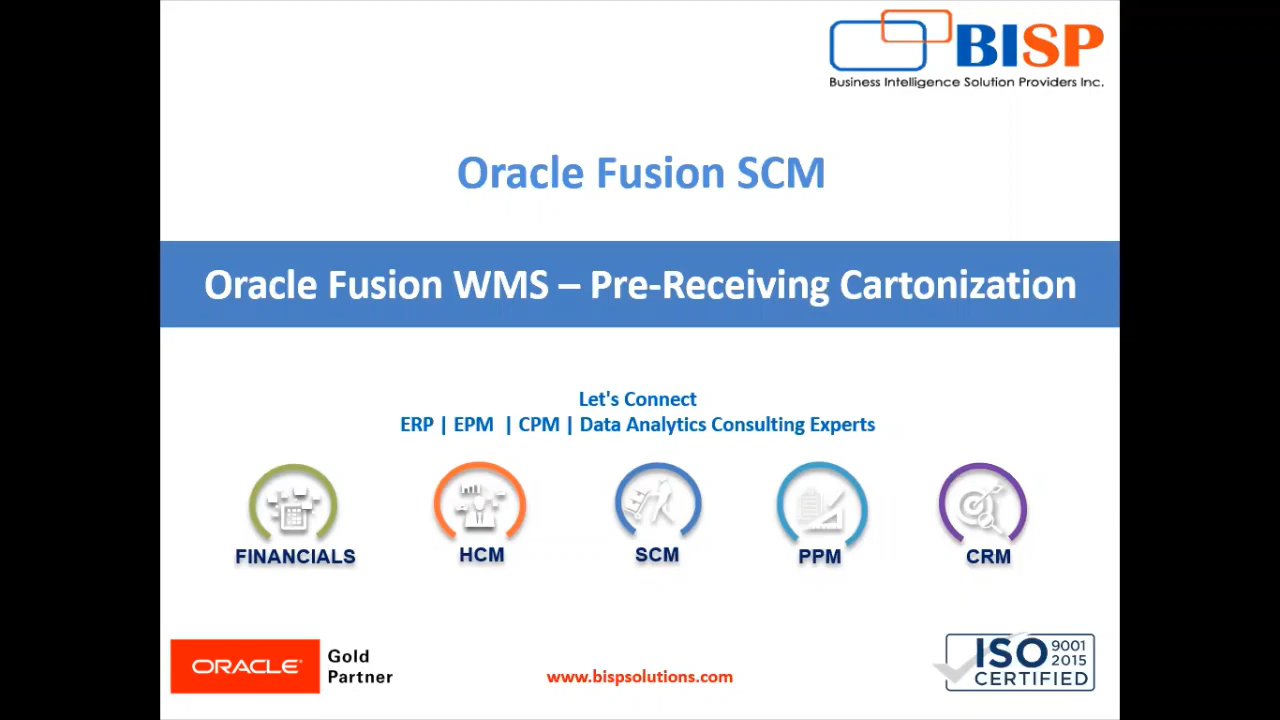 BISP
Business Intelligence Solution Providers Inc.
Oracle Fusion SCM
Oracle Fusion WMS – Pre-Receiving Cartonization
Let's Connect
ERP | EPM | CPM | Data Analytics Consulting Experts
FINANCIALS
HCM
SCM
PPM
CRM
ORACLE®
Gold
Partner
www.bispsolutions.com
ISO 9001
2015
CERTIFIED